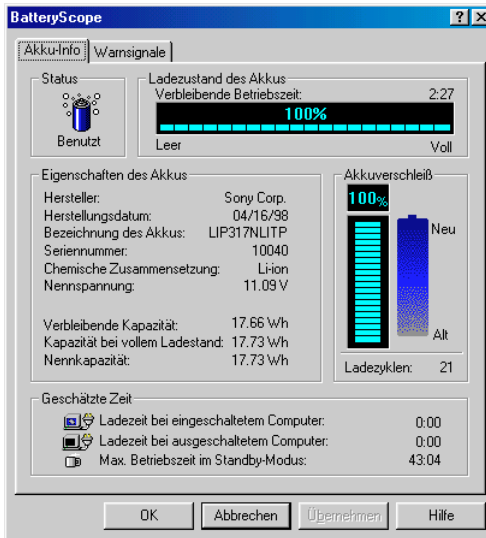 BatteryScope
Akku-Info Warnsignale
Status
Benutzt
Ladezustand des Akkus
Verbleibende Betriebszeit: 2:27
100%
Leer Voll
Eigenschaften des Akkus
Hersteller: Sony Corp.
Herstellungsdatum: 04/16/98
Bezeichnung des Akkus: LIP317NLITP
Seriennummer: 10040
Chemische Zusammensetzung: Li-ion
Nennspannung: 11.09 V
Verbleibende Kapazität: 17.66 Wh
Kapazität bei vollem Ladestand: 17.73 Wh
Nennkapazität: 17.73 Wh
Akkuverschleiß
100%
Neu
Alt
Ladezyklen: 21
Geschätzte Zeit
Ladezeit bei eingeschaltetem Computer: 0:00
Ladezeit bei ausgeschaltetem Computer: 0:00
Max. Betriebszeit im Standby-Modus: 43:04
OK Abbrechen Übernehmen Hilfe